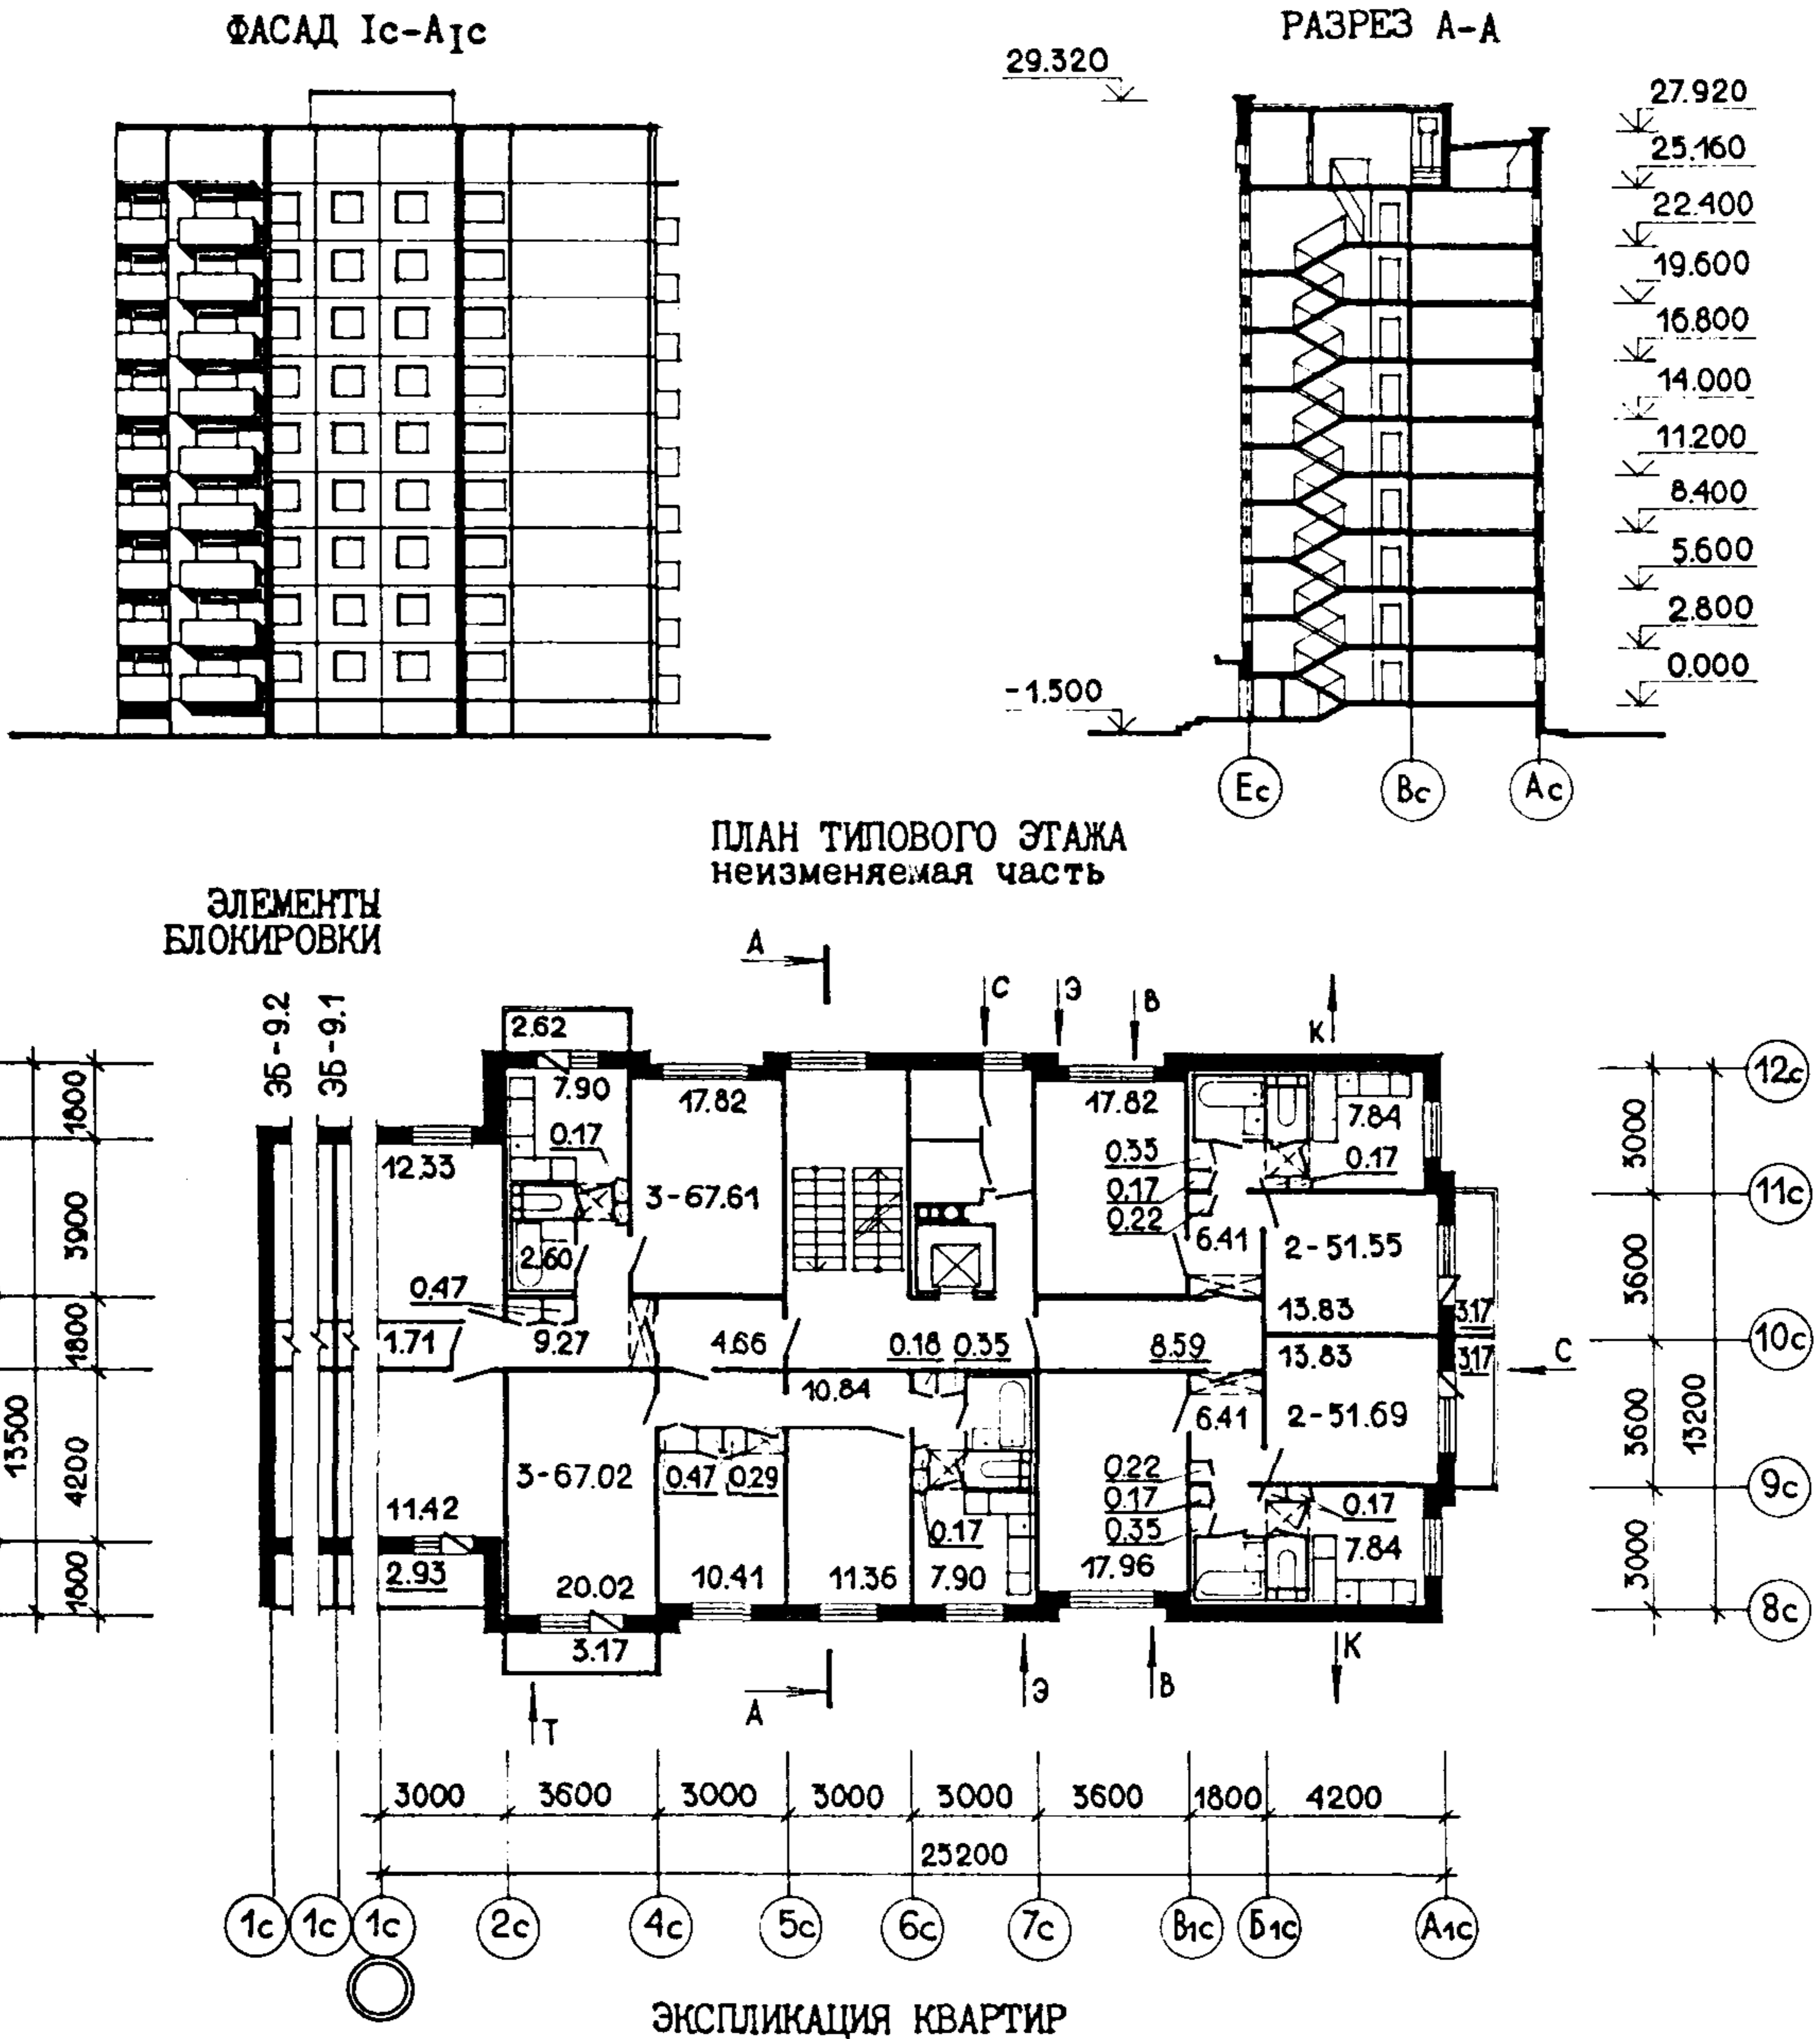 ФАСАД Iс-АIс
РАЗРЕЗ А-А
29.320
27.920
25.160
22.400
19.600
16.800
14.000
11.200
8.400
5.600
2.800
0.000
-1.500
Ес
Вс
Ас
ПЛАН ТИПОВОГО ЭТАЖА
неизменяемая часть
ЭЛЕМЕНТЫ
БЛОКИРОВКИ
ЭБ-9.2
ЭБ-9.1
А
С
Э
В
К
2.62
7.90
17.82
17.82
7.84
0.17
0.35
0.17
12.33
3-67.61
0.17
0.22
2.60
6.41
2-51.55
0.47
13.83
3.17
1.71
9.27
4.66
0.18
0.35
8.59
13.83
3.17
С
10.84
6.41
2-51.69
3-67.02
0.47
0.29
0.22
0.17
0.17
11.42
0.17
0.35
7.84
2.93
20.02
10.41
11.36
7.90
17.96
3.17
Т
А
Э
В
К
1800
3900
1800
4200
1800
13500
3000
3600
3600
3000
13200
12с
11с
10с
9с
8с
3000
3600
3000
3000
3000
3600
1800
4200
25200
1с
1с
1с
2с
4с
5с
6с
7с
В1с
Б1с
А1с
ЭКСПЛИКАЦИЯ КВАРТИР